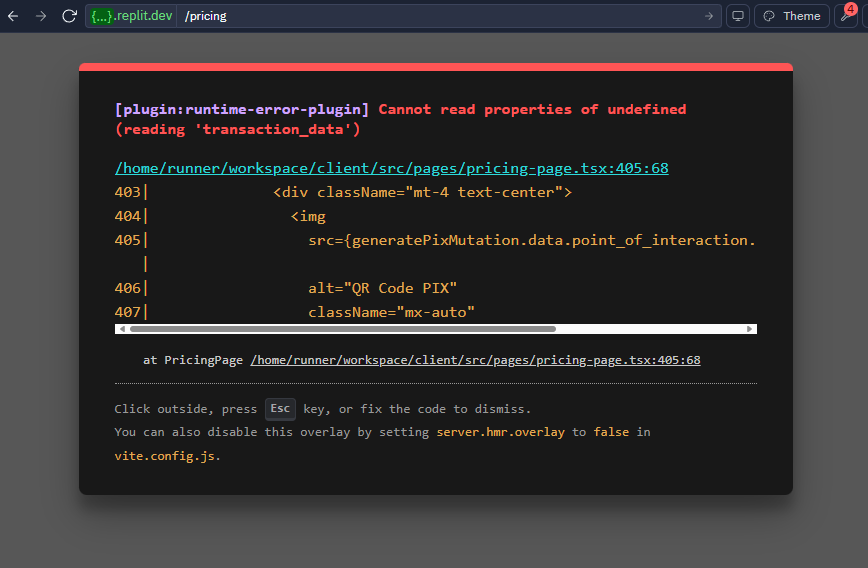 {...}.replit.dev /pricing Theme 4
[plugin:runtime-error-plugin] Cannot read properties of undefined
(reading 'transaction_data')
/home/runner/workspace/client/src/pages/pricing-page.tsx:405:68
403| <div className="mt-4 text-center">
404| <img
405| src={generatePixMutation.data.point_of_interaction.
|
406| alt="QR Code PIX"
407| className="mx-auto"
at PricingPage /home/runner/workspace/client/src/pages/pricing-page.tsx:405:68
Click outside, press Esc key, or fix the code to dismiss.
You can also disable this overlay by setting server.hmr.overlay to false in
vite.config.js.